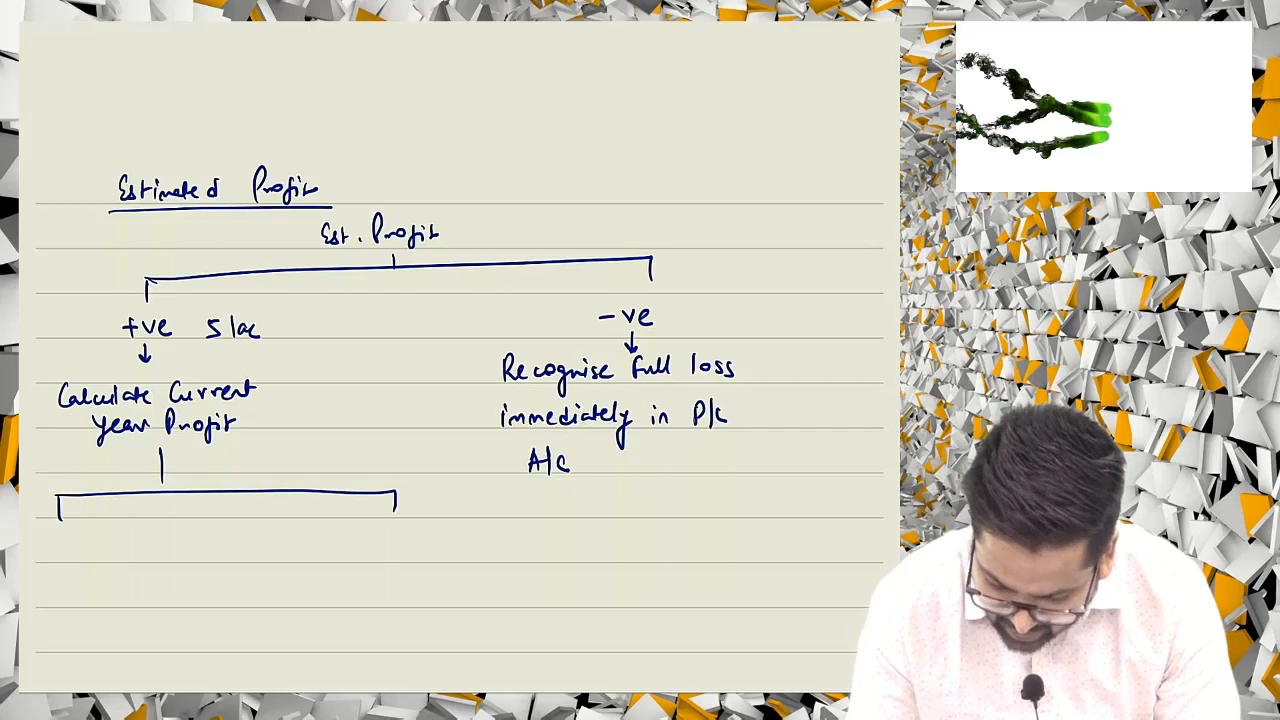 Estimated Profit
Est. Profit
+ve 5 lac
-ve
Calculate Current
Year Profit
Recognise full loss
immediately in P/L
A/c